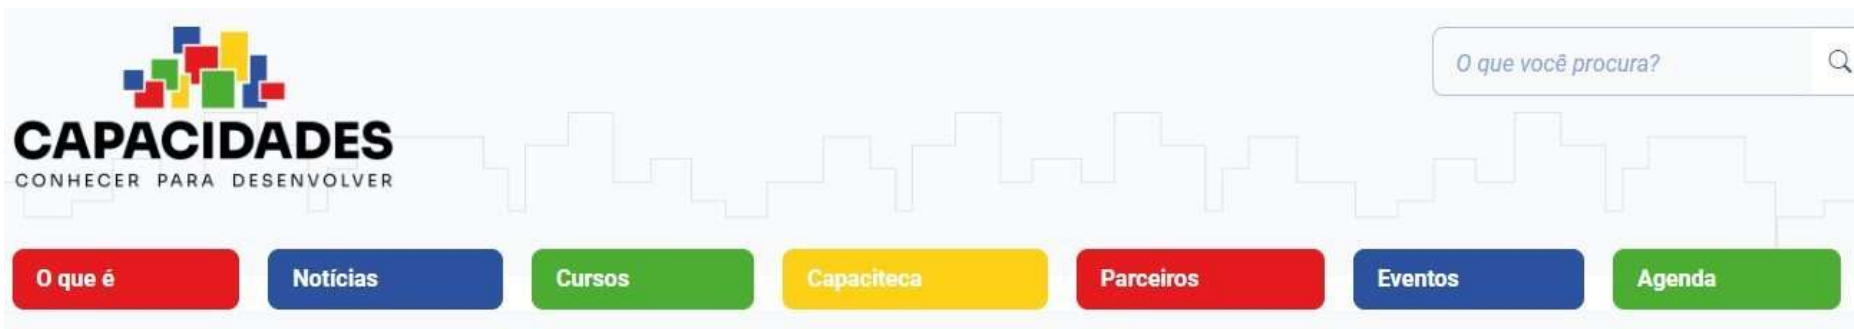 O que você procura?
CAPACIDADES
CONHECER PARA DESENVOLVER
O que é
Notícias
Cursos
Capaciteca
Parceiros
Eventos
Agenda